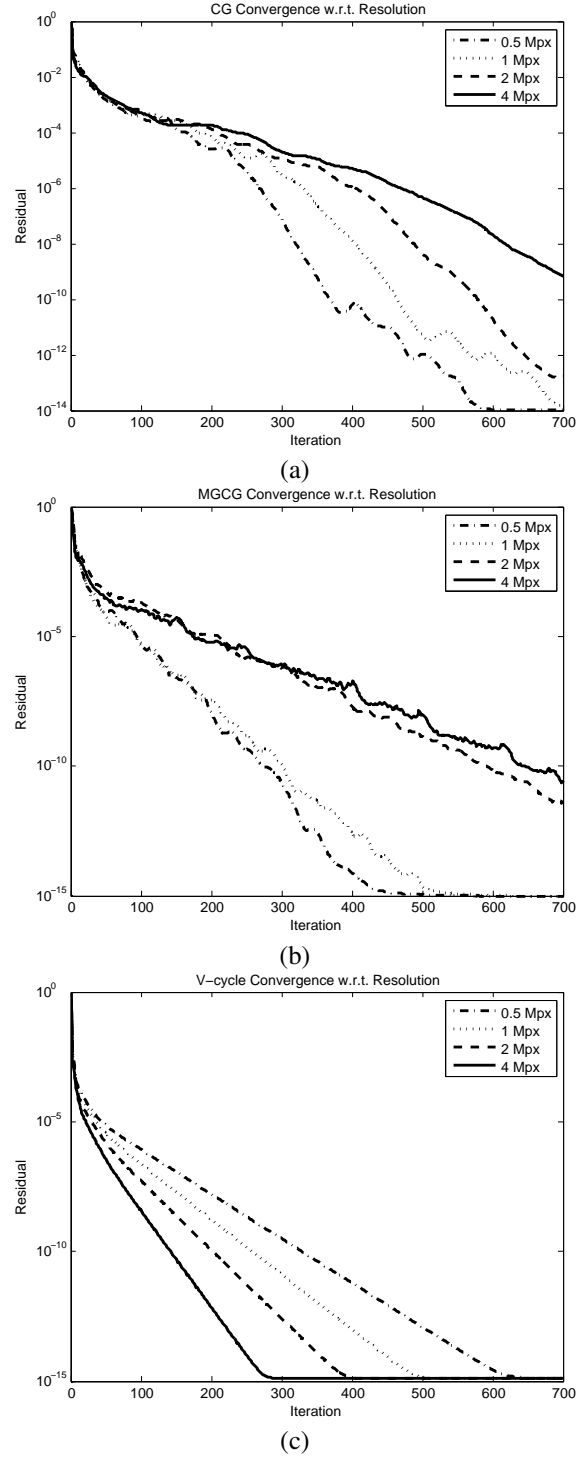 CG Convergence w.r.t. Resolution
10^0
10^−2
10^−4
10^−6
10^−8
10^−10
10^−12
10^−14
Residual
0.5 Mpx
1 Mpx
2 Mpx
4 Mpx
0 100 200 300 400 500 600 700
Iteration
(a)
MGCG Convergence w.r.t. Resolution
10^0
10^−5
10^−10
10^−15
Residual
0.5 Mpx
1 Mpx
2 Mpx
4 Mpx
0 100 200 300 400 500 600 700
Iteration
(b)
V−cycle Convergence w.r.t. Resolution
10^0
10^−5
10^−10
10^−15
Residual
0.5 Mpx
1 Mpx
2 Mpx
4 Mpx
0 100 200 300 400 500 600 700
Iteration
(c)